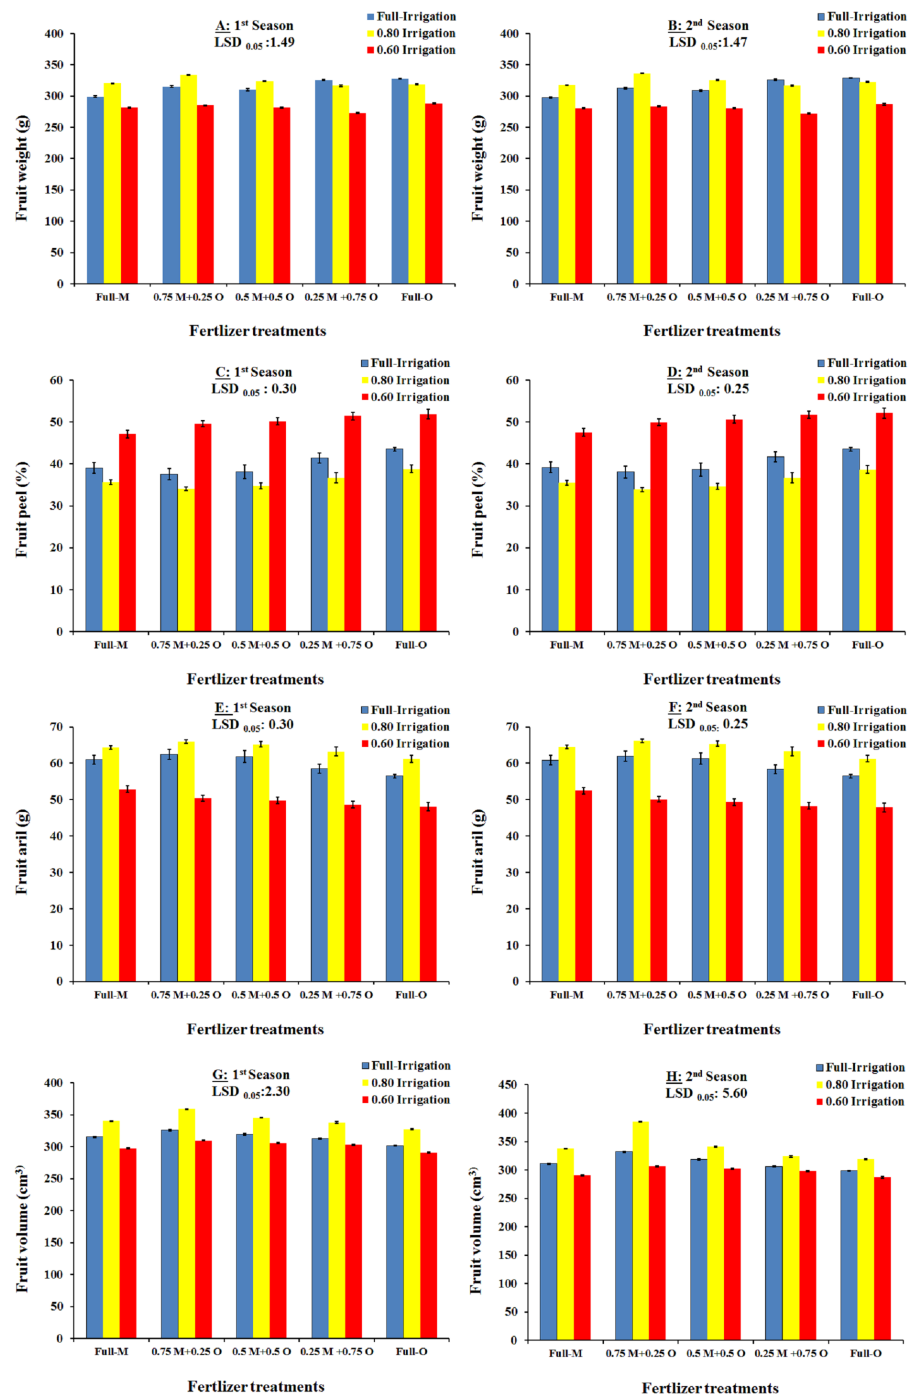 A: 1st Season
LSD 0.05 :1.49
Full-Irrigation
0.80 Irrigation
0.60 Irrigation
Fruit weight (g)
400
350
300
250
200
150
100
50
0
Full-M
0.75 M+0.25 O
0.5 M+0.5 O
0.25 M +0.75 O
Full-O
Fertlizer treatments
B: 2nd Season
LSD 0.05:1.47
Full-Irrigation
0.80 Irrigation
0.60 Irrigation
Fruit weight (g)
400
350
300
250
200
150
100
50
0
Full-M
0.75 M+0.25 O
0.5 M+0.5 O
0.25 M +0.75 O
Full-O
Fertlizer treatments
C: 1st Season
LSD 0.05 : 0.30
Full-Irrigation
0.80 Irrigation
0.60 Irrigation
Fruit peel (%)
60
50
40
30
20
10
0
Full-M
0.75 M+0.25 O
0.5 M+0.5 O
0.25 M +0.75 O
Full-O
Fertlizer treatments
D: 2nd Season
LSD 0.05: 0.25
Full-Irrigation
0.80 Irrigation
0.60 Irrigation
Fruit peel (%)
60
50
40
30
20
10
0
Full-M
0.75 M+0.25 O
0.5 M+0.5 O
0.25 M +0.75 O
Full-O
Fertlizer treatments
E: 1st Season
LSD 0.05: 0.30
Full-Irrigation
0.80 Irrigation
0.60 Irrigation
Fruit aril (g)
70
60
50
40
30
20
10
0
Full-M
0.75 M+0.25 O
0.5 M+0.5 O
0.25 M +0.75 O
Full-O
Fertlizer treatments
F: 2nd Season
LSD 0.05: 0.25
Full-Irrigation
0.80 Irrigation
0.60 Irrigation
Fruit aril (g)
70
60
50
40
30
20
10
0
Full-M
0.75 M+0.25 O
0.5 M+0.5 O
0.25 M +0.75 O
Full-O
Fertlizer treatments
G: 1st Season
LSD 0.05:2.30
Full-Irrigation
0.80 Irrigation
0.60 Irrigation
Fruit volume (cm3)
400
350
300
250
200
150
100
50
0
Full-M
0.75 M+0.25 O
0.5 M+0.5 O
0.25 M +0.75 O
Full-O
Fertlizer treatments
H: 2nd Season
LSD 0.05: 5.60
Full-Irrigation
0.80 Irrigation
0.60 Irrigation
Fruit volume (cm3)
450
400
350
300
250
200
150
100
50
0
Full-M
0.75 M+0.25 O
0.5 M+0.5 O
0.25 M +0.75 O
Full-O
Fertlizer treatments